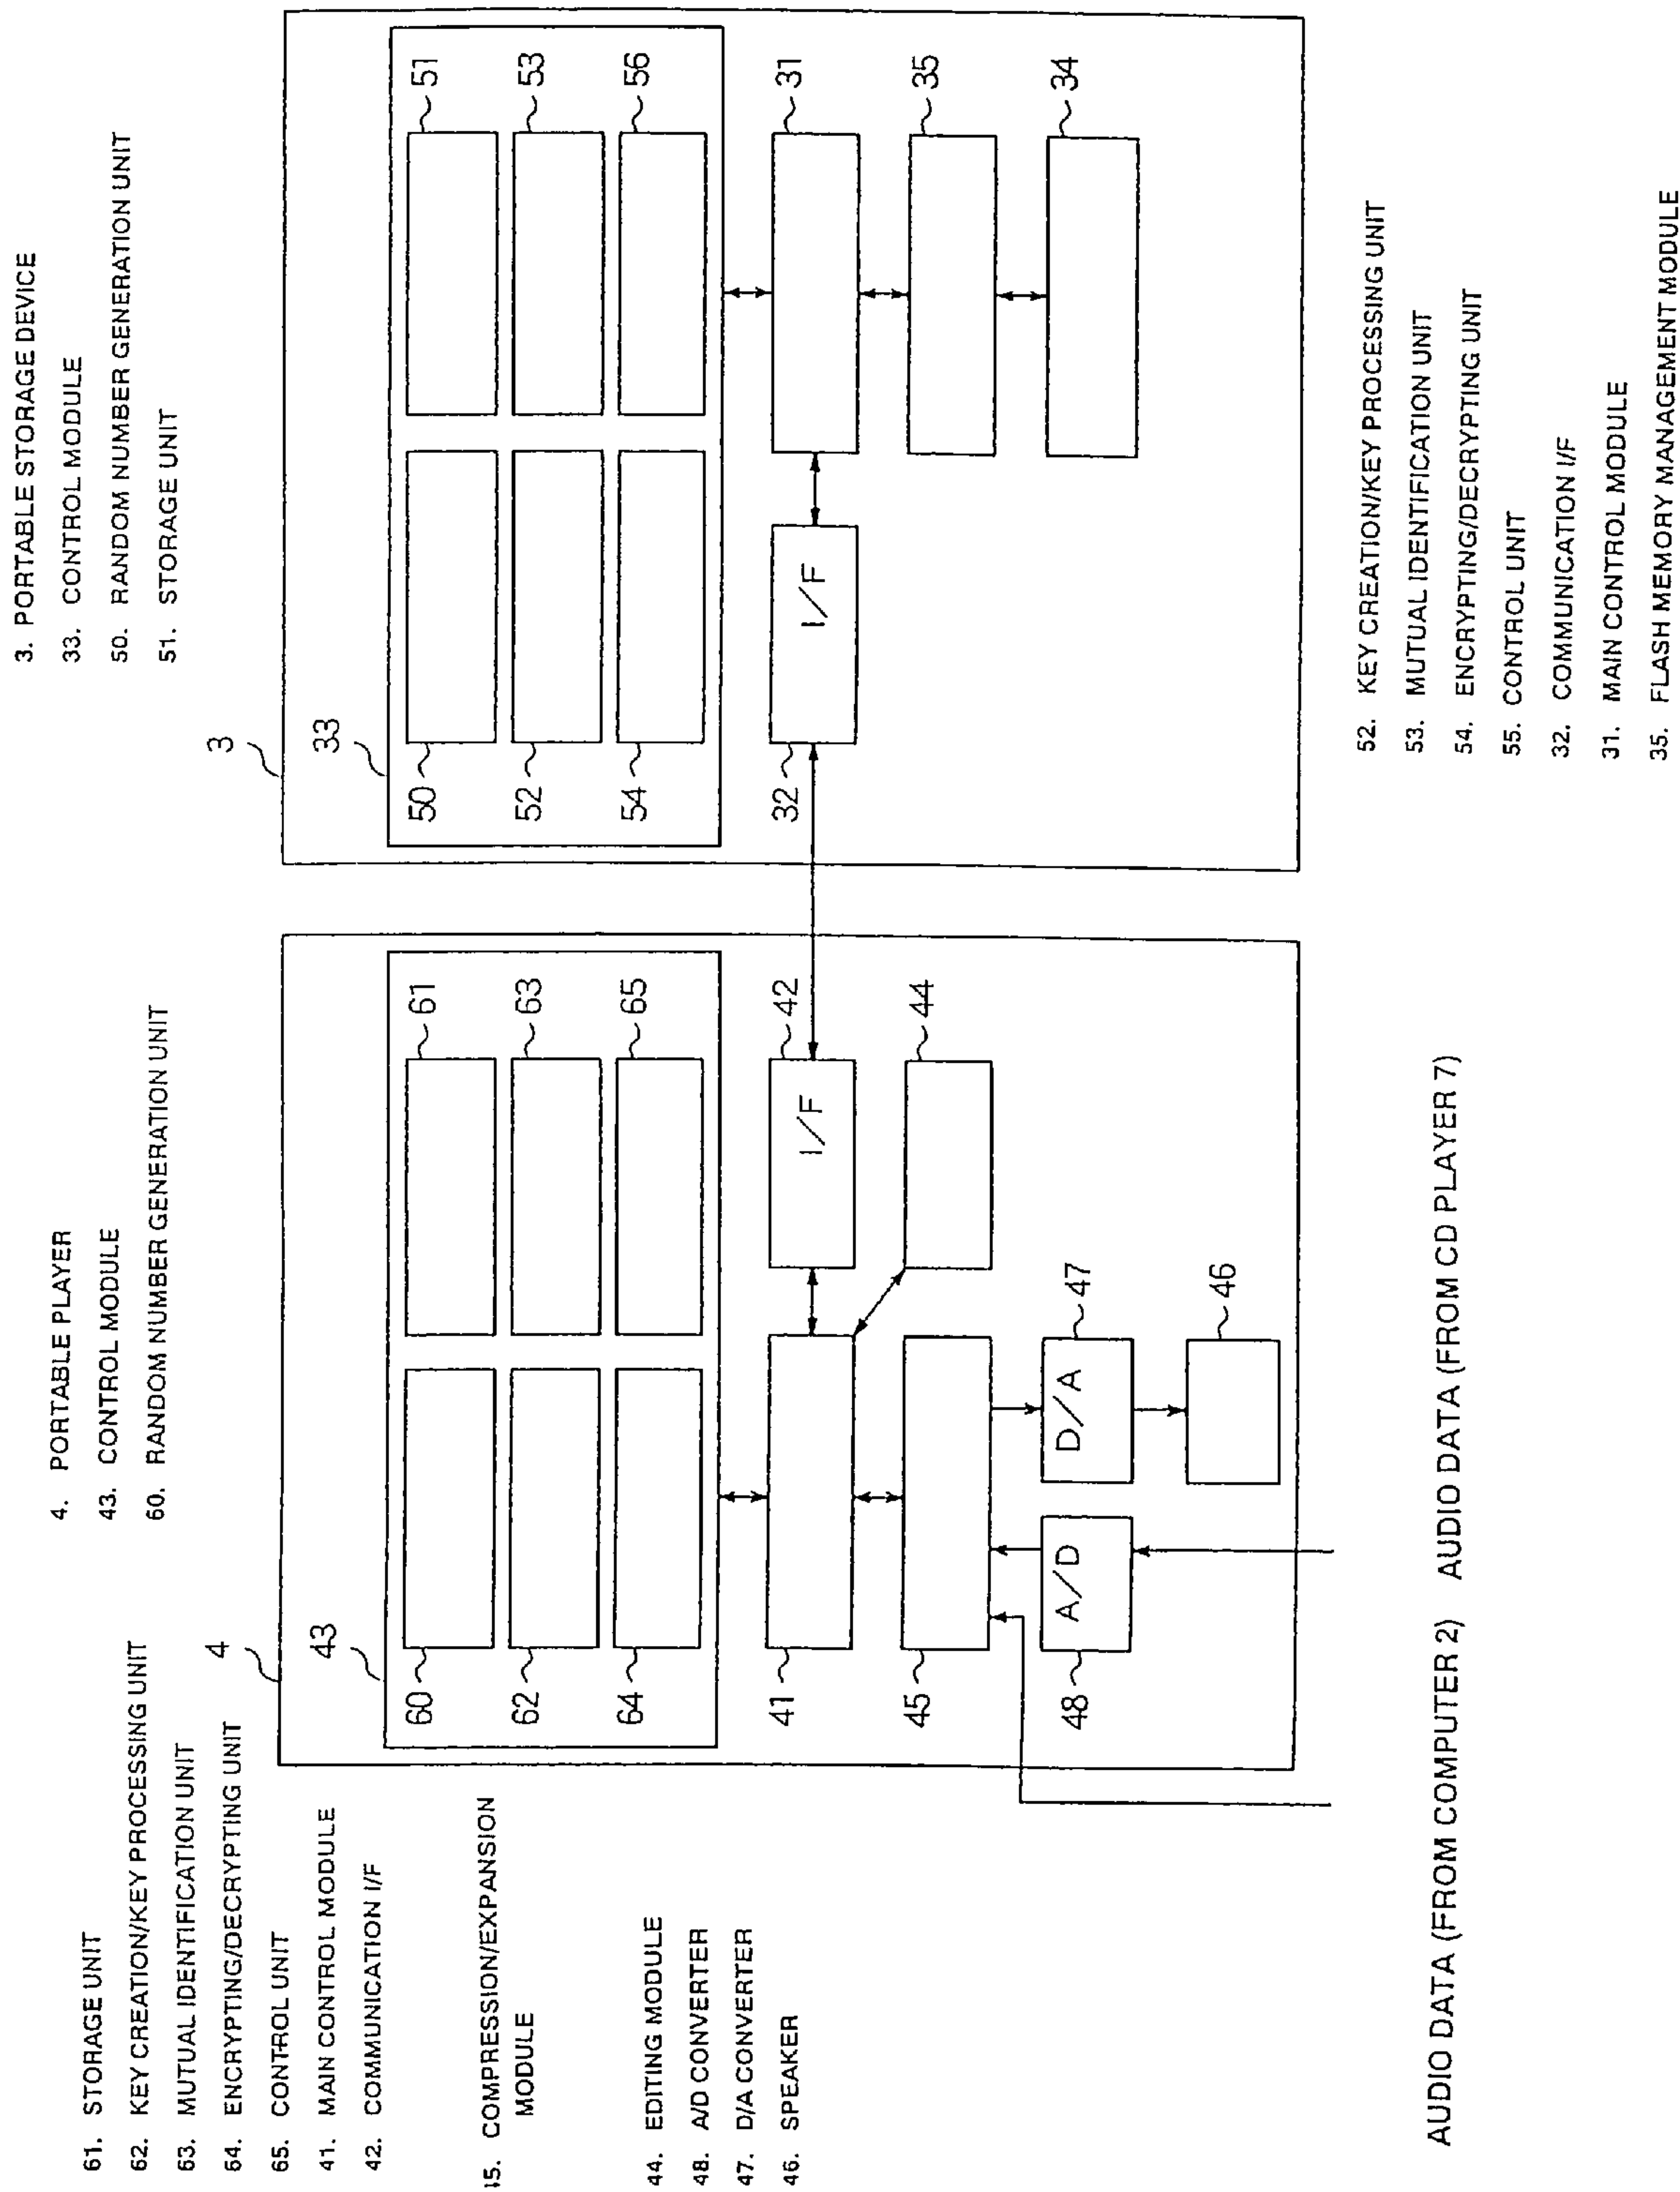 3. PORTABLE STORAGE DEVICE
33. CONTROL MODULE
50. RANDOM NUMBER GENERATION UNIT
51. STORAGE UNIT
4. PORTABLE PLAYER
43. CONTROL MODULE
60. RANDOM NUMBER GENERATION UNIT
61. STORAGE UNIT
62. KEY CREATION/KEY PROCESSING UNIT
63. MUTUAL IDENTIFICATION UNIT
64. ENCRYPTING/DECRYPTING UNIT
65. CONTROL UNIT
41. MAIN CONTROL MODULE
42. COMMUNICATION I/F
15. COMPRESSION/EXPANSION
MODULE
44. EDITING MODULE
48. A/D CONVERTER
47. D/A CONVERTER
46. SPEAKER
4
43
60
61
62
63
64
65
41
I/F
42
45
44
48
A/D
D/A
47
46
3
33
50
51
52
53
54
56
32
I/F
31
35
34
AUDIO DATA (FROM COMPUTER 2)
AUDIO DATA (FROM CD PLAYER 7)
52. KEY CREATION/KEY PROCESSING UNIT
53. MUTUAL IDENTIFICATION UNIT
54. ENCRYPTING/DECRYPTING UNIT
55. CONTROL UNIT
32. COMMUNICATION I/F
31. MAIN CONTROL MODULE
35. FLASH MEMORY MANAGEMENT MODULE